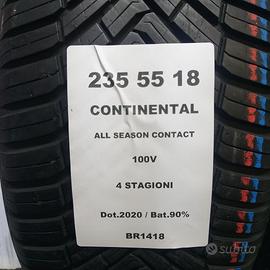 235 55 18
CONTINENTAL
ALL SEASON CONTACT
100V
4 STAGIONI
Dot.2020 / Bat.90%
BR1418
subito